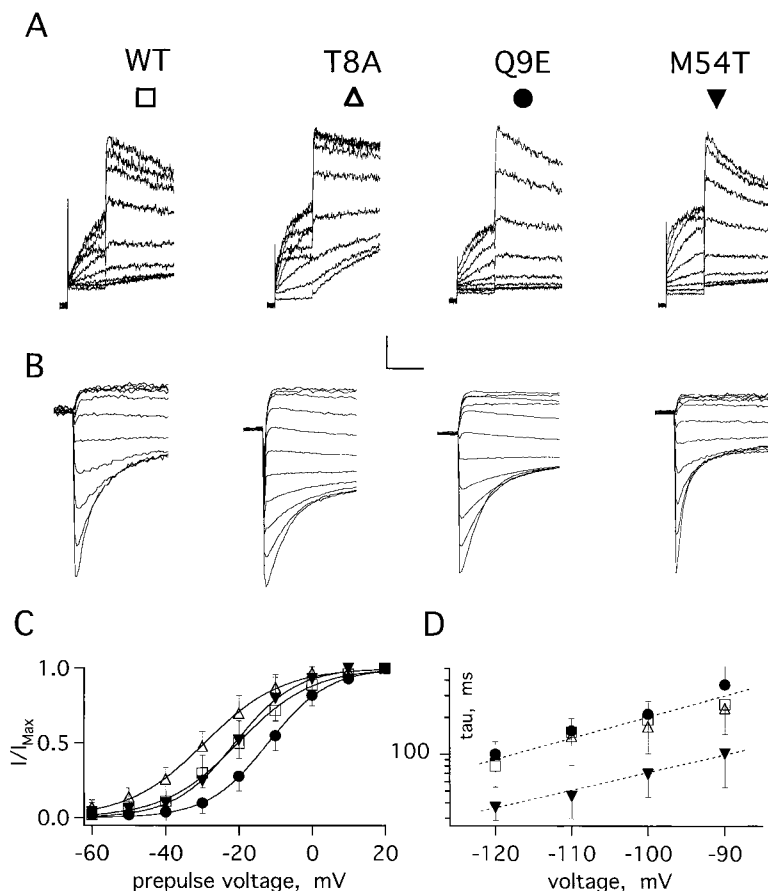 A
WT T8A Q9E M54T
B
C D
I/IMax
1.0
0.5
0.0
-60 -40 -20 0 20
prepulse voltage, mV
tau, ms
100
-120 -110 -100 -90
voltage, mV